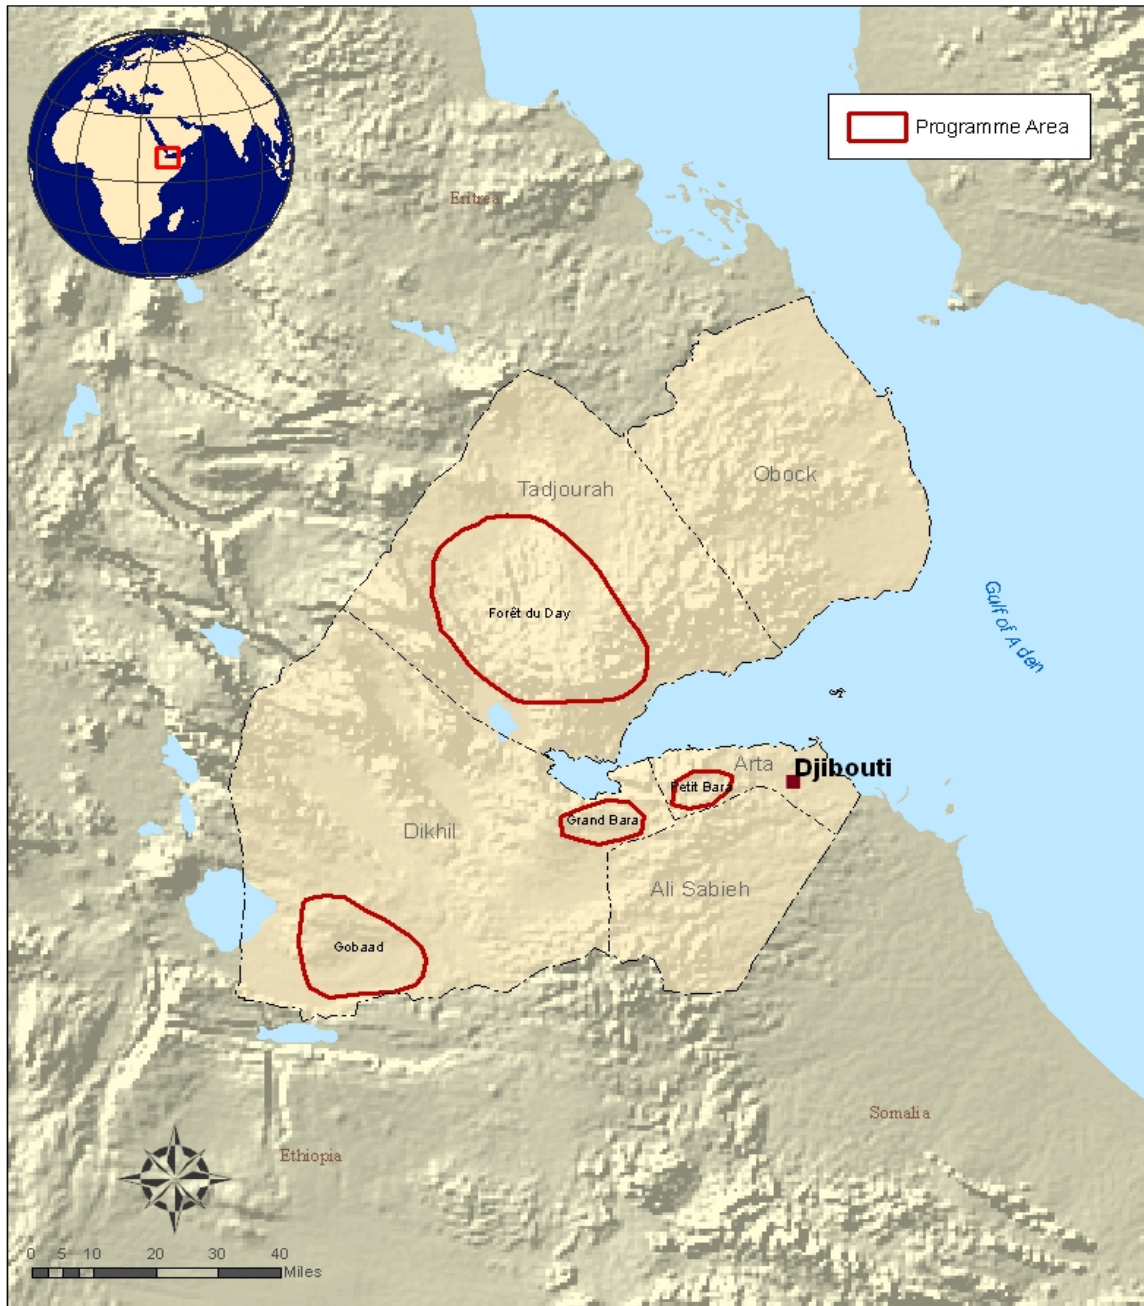 Programme Area
Eritrea
Obock
Tadjourah
Forêt du Day
Gulf of Aden
Arta
Djibouti
Petit Bara
Grand Bara
Dikhil
Ali Sabieh
Gobaad
Somalia
Ethiopia
0 5 10 20 30 40
Miles